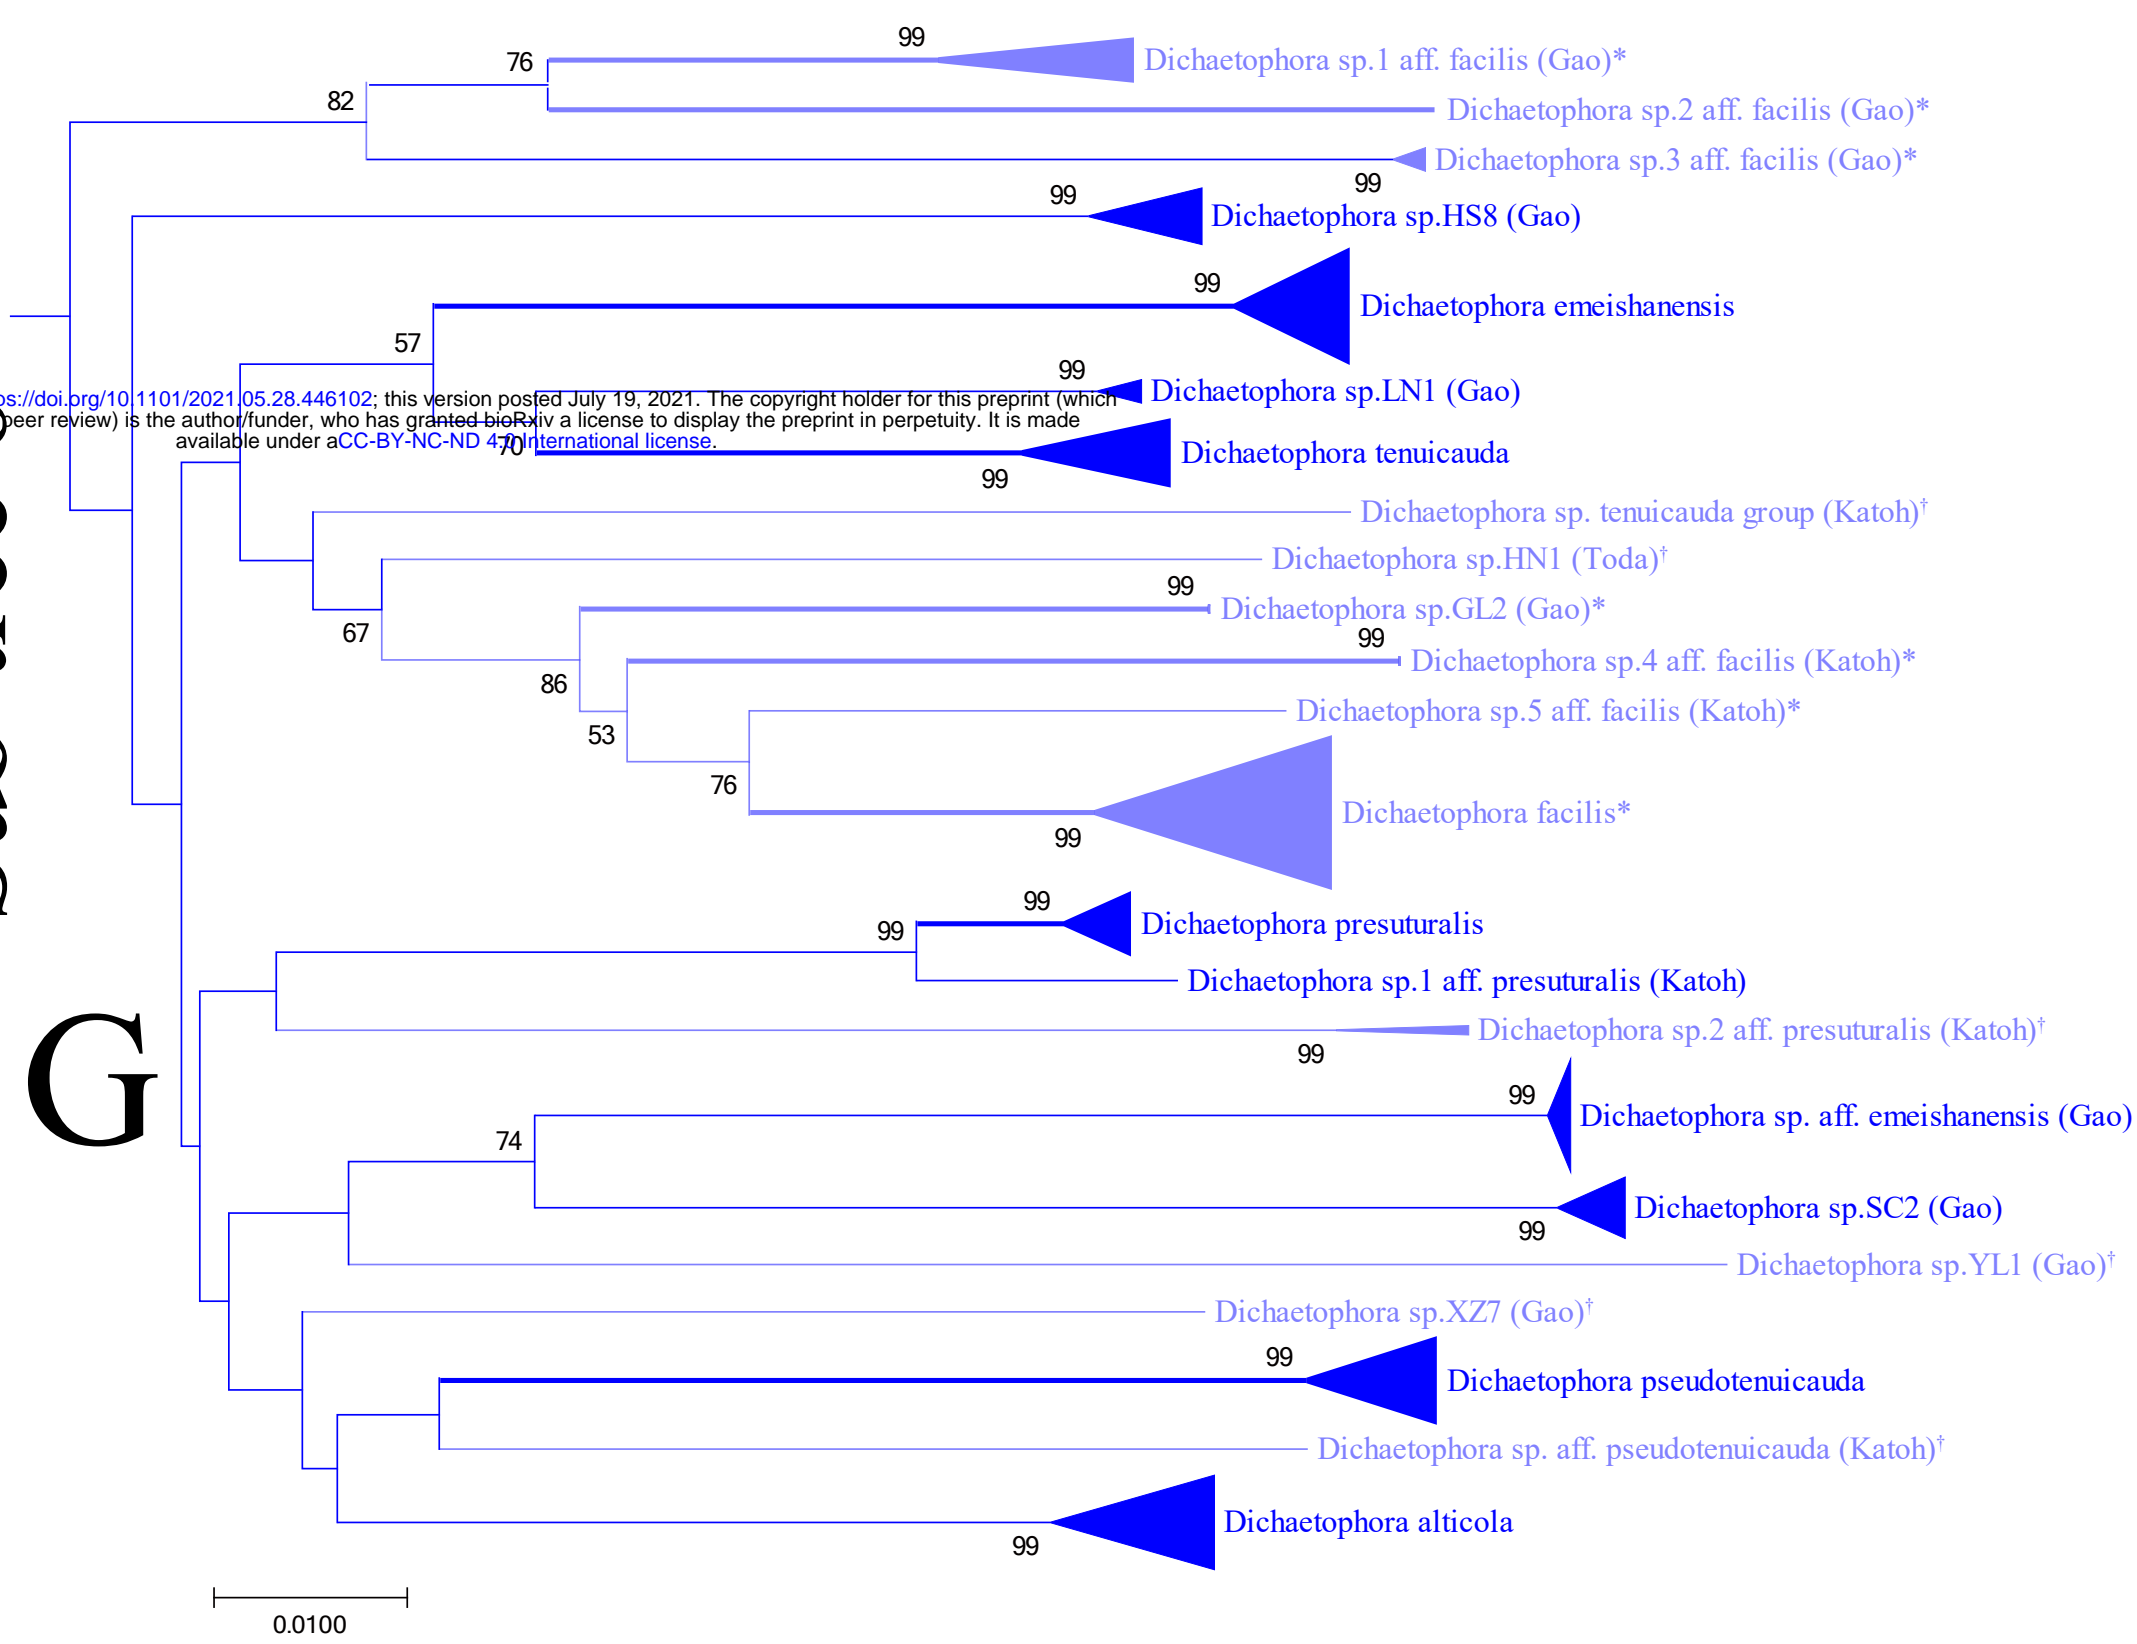 99
76
Dichaetophora sp.1 aff. facilis (Gao)*
82
Dichaetophora sp.2 aff. facilis (Gao)*
Dichaetophora sp.3 aff. facilis (Gao)*
99
99
Dichaetophora sp.HS8 (Gao)
99
Dichaetophora emeishanensis
57
99
Dichaetophora sp.LN1 (Gao)
os://doi.org/10.1101/2021.05.28.446102; this version posted July 19, 2021. The copyright holder for this preprint (which
peer review) is the author/funder, who has granted bioRxiv a license to display the preprint in perpetuity. It is made
available under aCC-BY-NC-ND 4.0 International license.
70
Dichaetophora tenuicauda
99
Dichaetophora sp. tenuicauda group (Katoh)†
Dichaetophora sp.HN1 (Toda)†
99
Dichaetophora sp.GL2 (Gao)*
67
99
Dichaetophora sp.4 aff. facilis (Katoh)*
86
Dichaetophora sp.5 aff. facilis (Katoh)*
53
76
Dichaetophora facilis*
99
99
Dichaetophora presuturalis
99
Dichaetophora sp.1 aff. presuturalis (Katoh)
Dichaetophora sp.2 aff. presuturalis (Katoh)†
99
G
99
Dichaetophora sp. aff. emeishanensis (Gao)
74
Dichaetophora sp.SC2 (Gao)
99
Dichaetophora sp.YL1 (Gao)†
Dichaetophora sp.XZ7 (Gao)†
99
Dichaetophora pseudotenuicauda
Dichaetophora sp. aff. pseudotenuicauda (Katoh)†
Dichaetophora alticola
99
0.0100